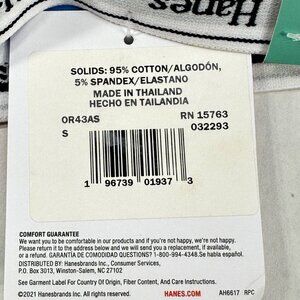 Hanes
SOLIDS: 95% COTTON/ALGODÓN,
5% SPANDEX/ELASTANO
MADE IN THAILAND
HECHO EN TAILANDIA
0R43AS RN 15763
S 032293
1 96739 01937 3
COMFORT GUARANTEE
We want you to be comfortable in our products and if you're not happy, we're not happy.
Please return it to the address below and we will send you a replacement, if available,
or a refund. GARANTIA DE COMODIDAD QUESTIONS? 1-800-994-4348.Se habla español.
DISTRIBUTED BY: Hanesbrands Inc., Consumer Services,
P.O. Box 3013, Winston-Salem, NC 27102
See Garment Label For Country Of Origin, Fiber Content, And Care Instructions.
©2021 Hanesbrands Inc. All rights reserved. HANES.COM® AH6617 RPC